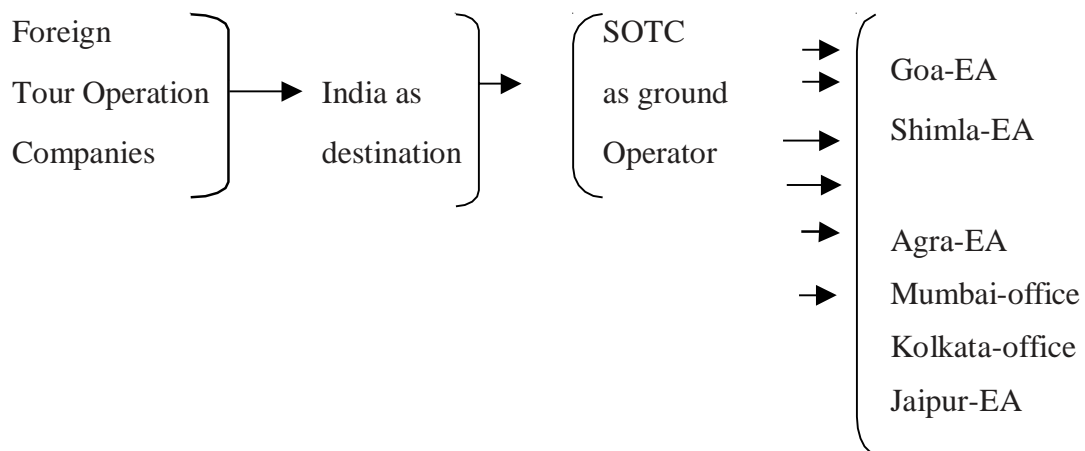 Foreign
Tour Operation
Companies
India as
destination
SOTC
as ground
Operator
Goa-EA
Shimla-EA
Agra-EA
Mumbai-office
Kolkata-office
Jaipur-EA